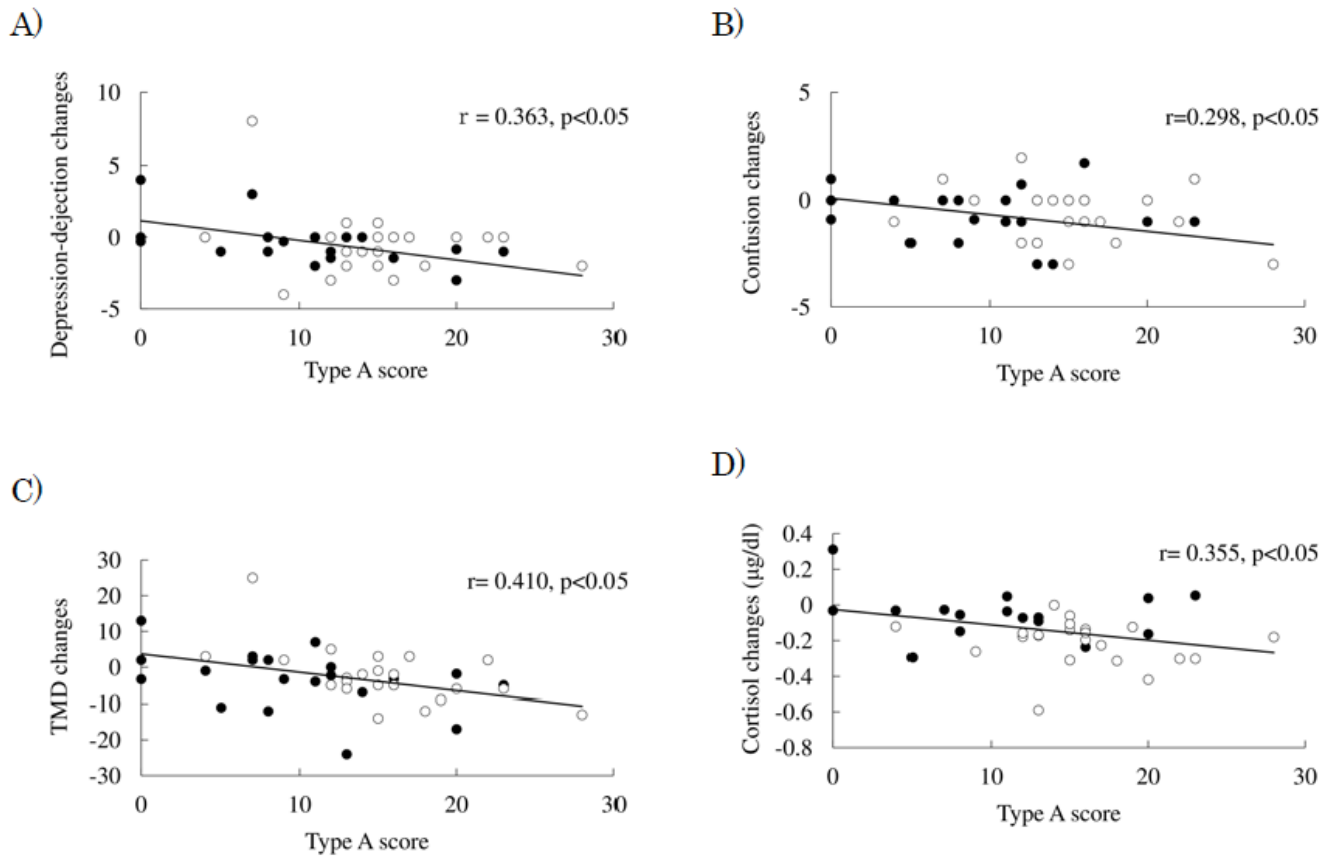 A)
Depression-dejection changes
10
5
0
-5
r = 0.363, p<0.05
0
10
20
30
Type A score
B)
Confusion changes
5
0
-5
r=0.298, p<0.05
0
10
20
30
Type A score
C)
TMD changes
30
20
10
0
-10
-20
-30
r= 0.410, p<0.05
0
10
20
30
Type A score
D)
Cortisol changes (µg/dl)
0.4
0.2
0
-0.2
-0.4
-0.6
-0.8
r= 0.355, p<0.05
0
10
20
30
Type A score